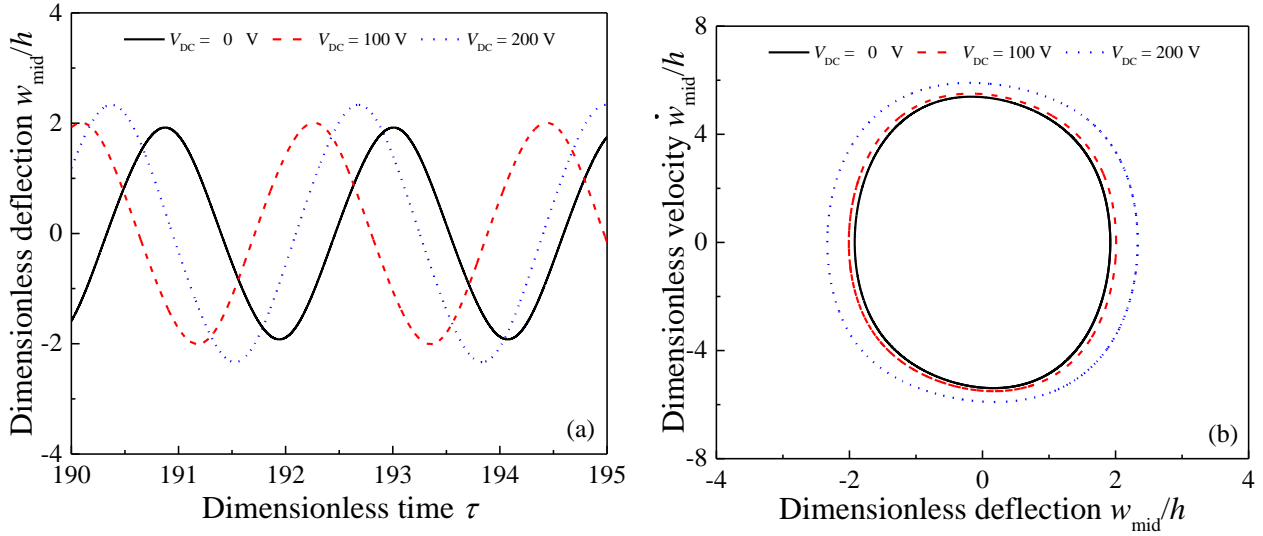 Dimensionless deflection w_mid/h
4
2
0
-2
-4
V_DC = 0 V V_DC = 100 V V_DC = 200 V
(a)
190 191 192 193 194 195
Dimensionless time τ
Dimensionless velocity ẇ_mid/h
8
4
0
-4
-8
V_DC = 0 V V_DC = 100 V V_DC = 200 V
(b)
-4 -2 0 2 4
Dimensionless deflection w_mid/h